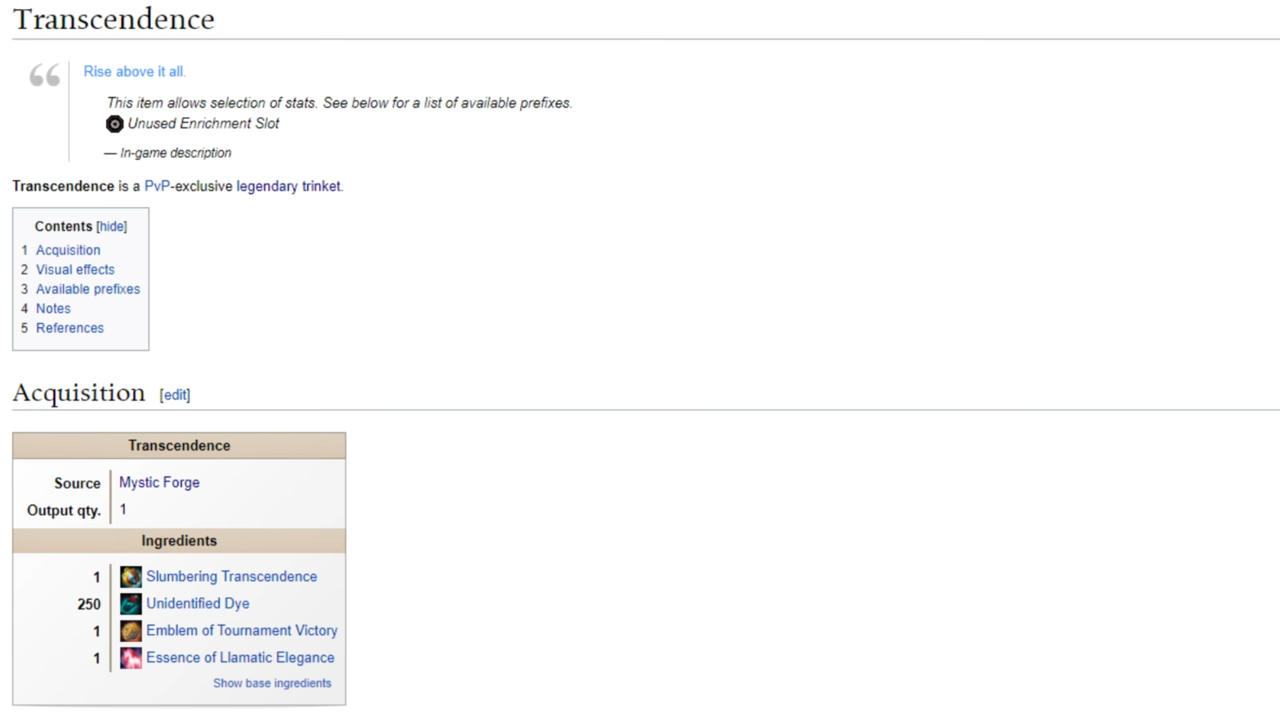 Transcendence
Rise above it all.
This item allows selection of stats. See below for a list of available prefixes.
Unused Enrichment Slot
— In-game description
Transcendence is a PvP-exclusive legendary trinket.
Contents [hide]
1 Acquisition
2 Visual effects
3 Available prefixes
4 Notes
5 References
Acquisition [edit]
Transcendence
Source Mystic Forge
Output qty. 1
Ingredients
1 Slumbering Transcendence
250 Unidentified Dye
1 Emblem of Tournament Victory
1 Essence of Llamatic Elegance
Show base ingredients